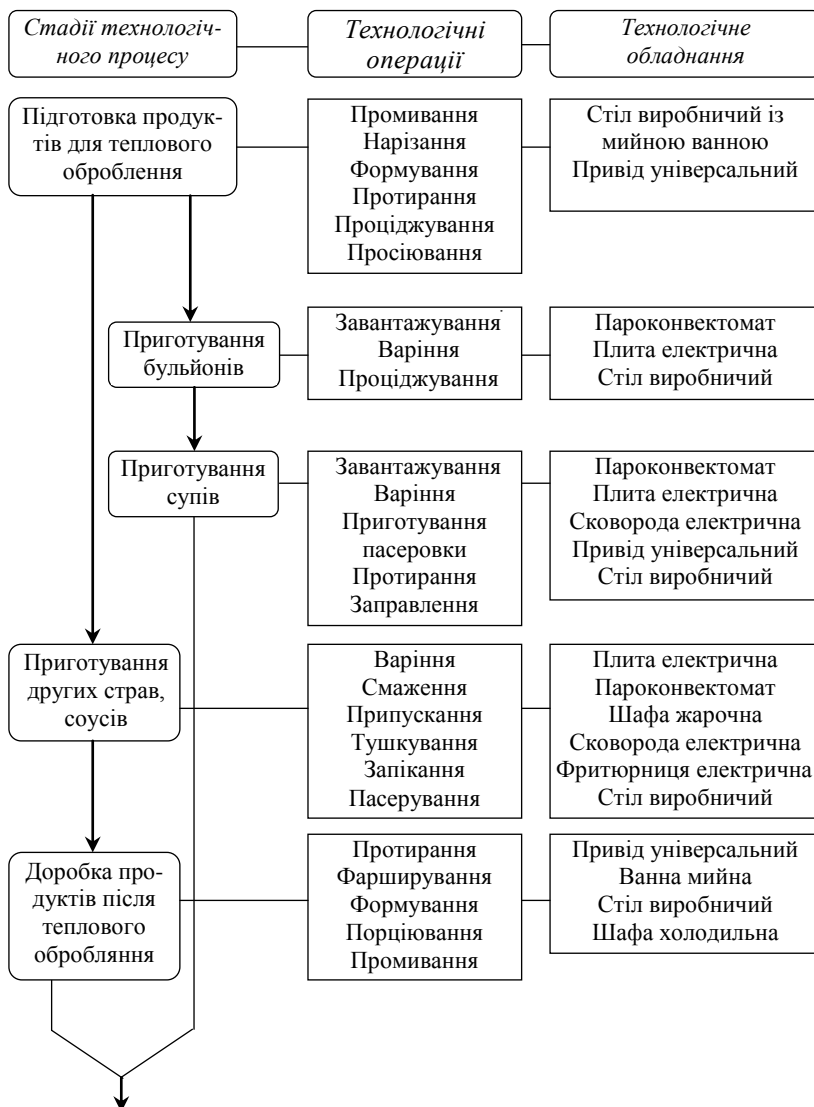 Стадії технологіч-
ного процесу
Технологічні
операції
Технологічне
обладнання
Підготовка продук-
тів для теплового
оброблення
Промивання
Нарізання
Формування
Протирання
Проціджування
Просіювання
Стіл виробничий із
мийною ванною
Привід універсальний
Приготування
бульйонів
Завантажування
Варіння
Проціджування
Пароконвектомат
Плита електрична
Стіл виробничий
Приготування
супів
Завантажування
Варіння
Приготування
пасеровки
Протирання
Заправлення
Пароконвектомат
Плита електрична
Сковорода електрична
Привід універсальний
Стіл виробничий
Приготування
других страв,
соусів
Варіння
Смаження
Припускання
Тушкування
Запікання
Пасерування
Плита електрична
Пароконвектомат
Шафа жарочна
Сковорода електрична
Фритюрниця електрична
Стіл виробничий
Доробка про-
дуктів після
теплового
обробляння
Протирання
Фарширування
Формування
Порціювання
Промивання
Привід універсальний
Ванна мийна
Стіл виробничий
Шафа холодильна